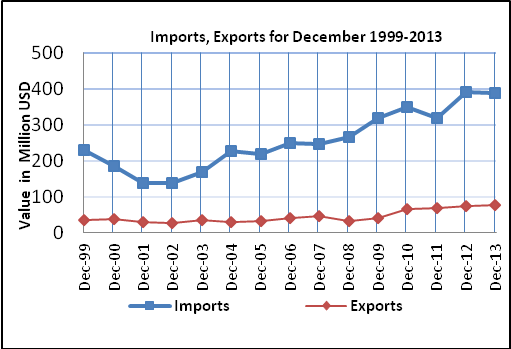 Imports, Exports for December 1999-2013
Value in Million USD
500
400
300
200
100
0
Dec-99
Dec-00
Dec-01
Dec-02
Dec-03
Dec-04
Dec-05
Dec-06
Dec-07
Dec-08
Dec-09
Dec-10
Dec-11
Dec-12
Dec-13
Imports Exports